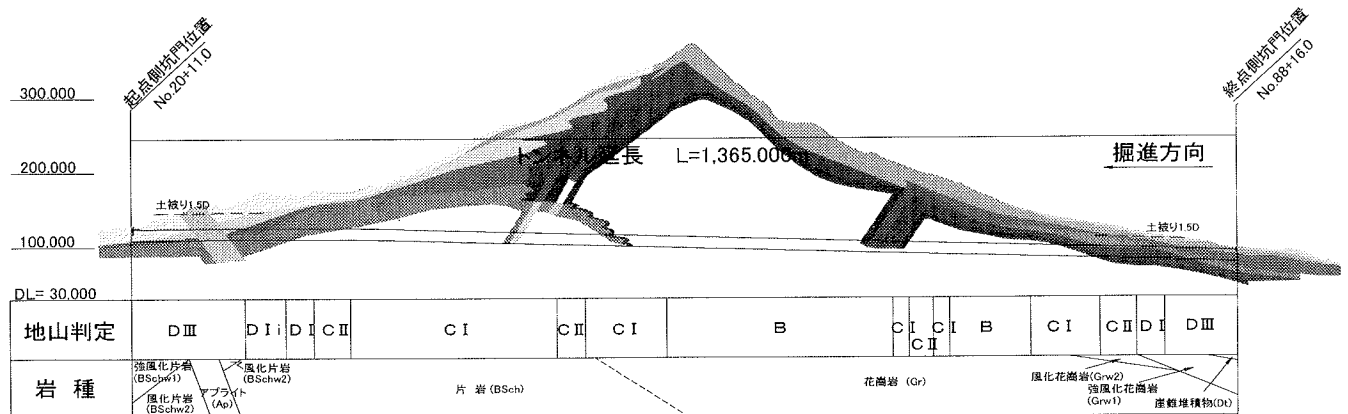 起点側坑門位置
No.20+11.0
終点側坑門位置
No.88+16.0
300.000
トンネル延長 L=1,365.000m
掘進方向
200.000
土被り1.5D
土被り1.5D
100.000
DL= 30,000
地山判定 DⅢ DⅠi DⅠ CⅡ CⅠ CⅡ CⅠ B CⅠ CⅡ CⅠ B CⅠ CⅡ DⅠ DⅢ
岩種
強風化片岩
(BSchw1)
風化片岩
(BSchw2)
アプライト
(Ap)
風化片岩
(BSchw2)
片岩(BSch)
花崗岩 (Gr)
風化花崗岩(Grw2)
強風化花崗岩
(Grw1)
崖錐堆積物(Dt)